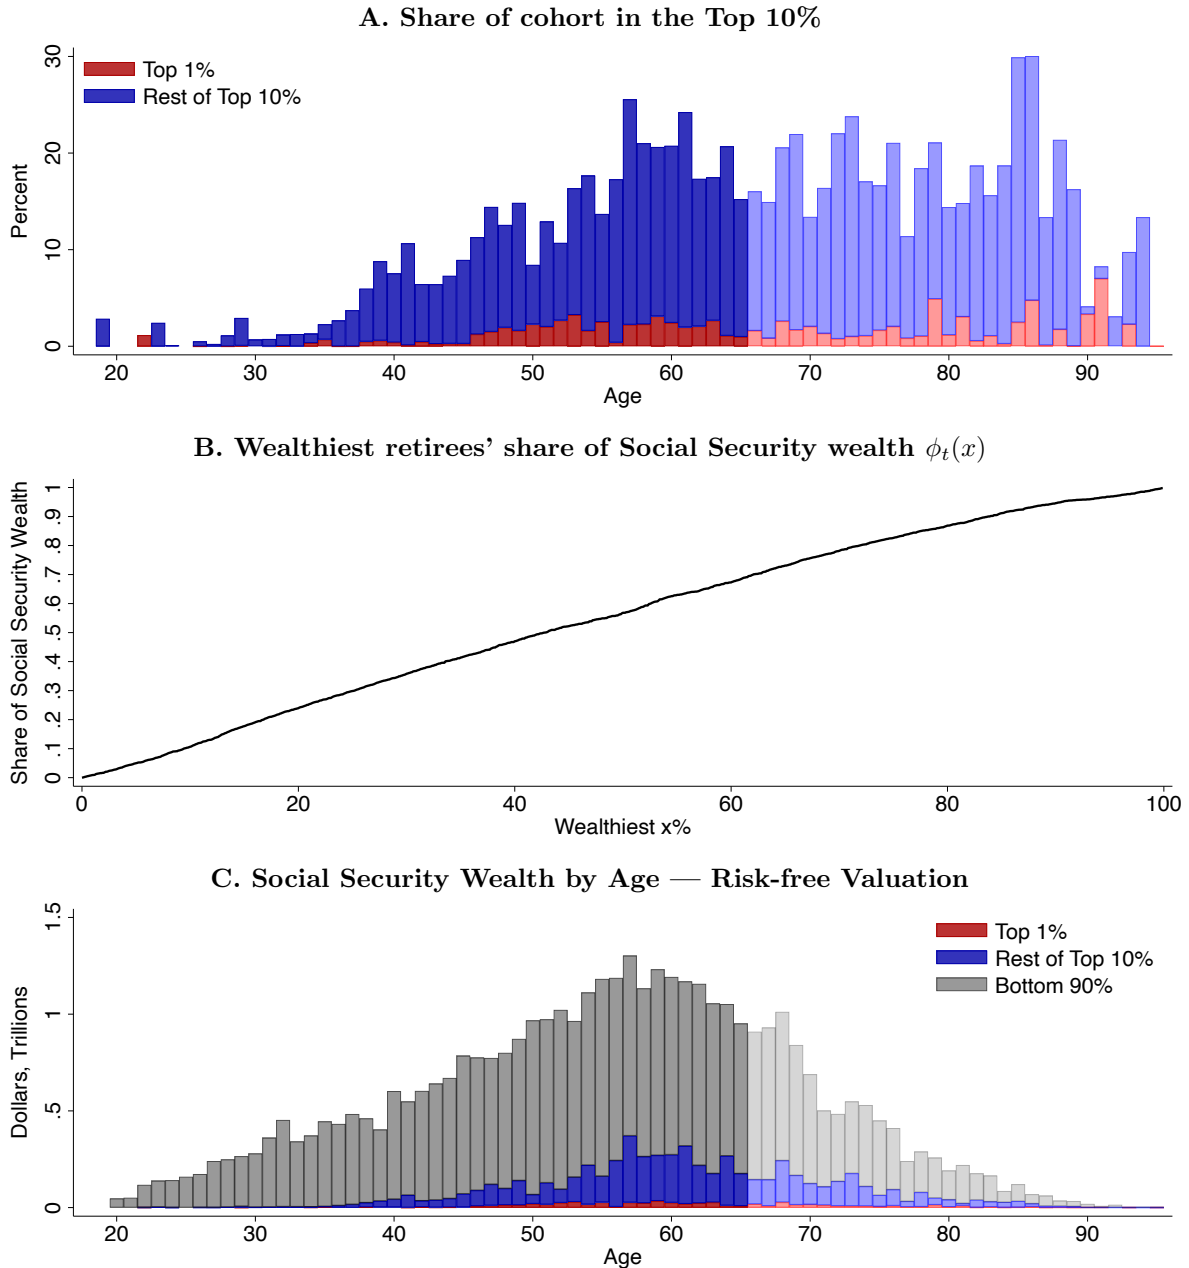 A. Share of cohort in the Top 10%
30
20
10
0
Percent
Top 1%
Rest of Top 10%
20 30 40 50 60 70 80 90
Age
B. Wealthiest retirees' share of Social Security wealth ϕt(x)
1
.9
.8
.7
.6
.5
.4
.3
.2
.1
0
Share of Social Security Wealth
0 20 40 60 80 100
Wealthiest x%
C. Social Security Wealth by Age — Risk-free Valuation
1.5
1
.5
0
Dollars, Trillions
Top 1%
Rest of Top 10%
Bottom 90%
20 30 40 50 60 70 80 90
Age